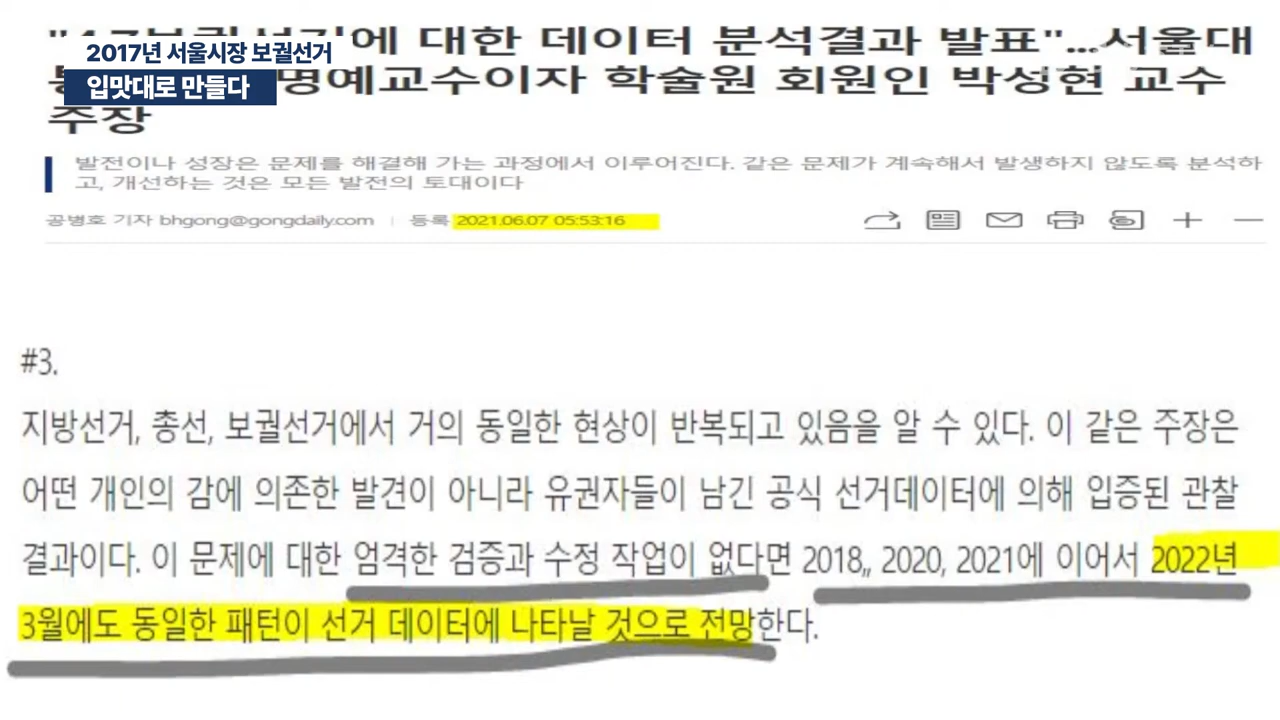 2017년 서울시장 보궐선거
입맛대로 만들다
대한 데이터 분석결과 발표"...서울대
명예교수이자 학술원 회원인 박성현 교수
주장
발전이나 성장은 문제를 해결해 가는 과정에서 이루어진다. 같은 문제가 계속해서 발생하지 않도록 분석하
고, 개선하는 것은 모든 발전의 토대이다
공병호 기자 bhgong@gongdaily.com | 등록 2021.06.07 05:53:16
#3.
지방선거, 총선, 보궐선거에서 거의 동일한 현상이 반복되고 있음을 알 수 있다. 이 같은 주장은
어떤 개인의 감에 의존한 발견이 아니라 유권자들이 남긴 공식 선거데이터에 의해 입증된 관찰
결과이다. 이 문제에 대한 엄격한 검증과 수정 작업이 없다면 2018,, 2020, 2021에 이어서 2022년
3월에도 동일한 패턴이 선거 데이터에 나타날 것으로 전망한다.